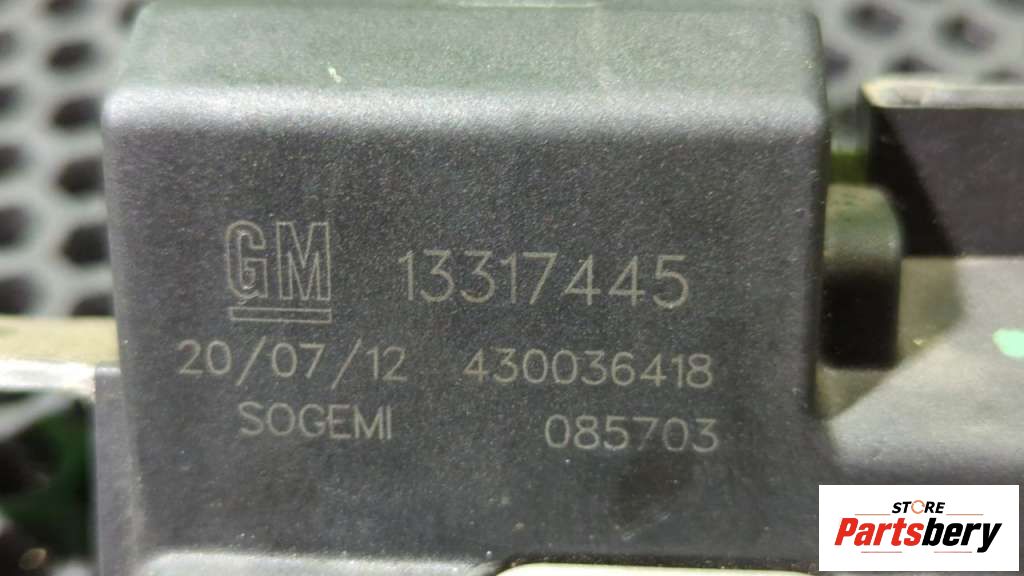 GM 13317445
20/07/12 430036418
SOGEMI 085703
STORE
Partsbery